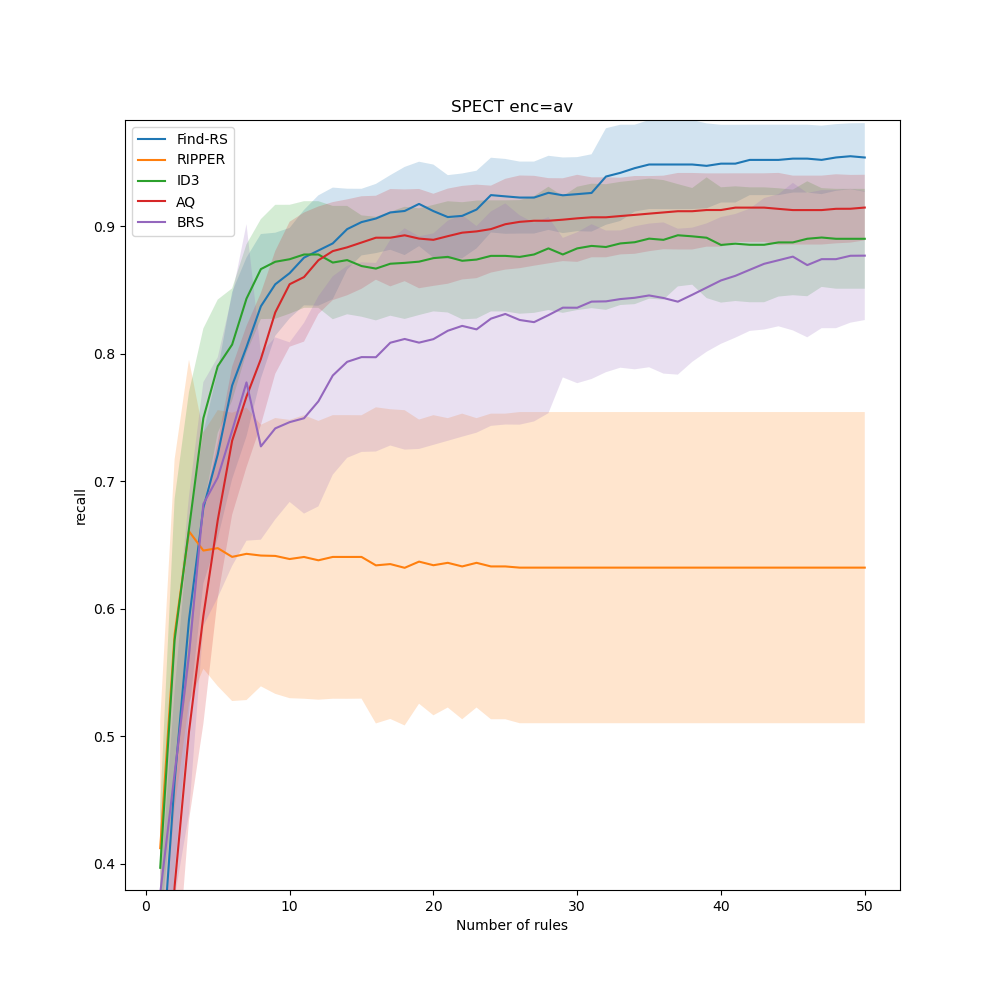 SPECT enc=av
Find-RS
RIPPER
ID3
AQ
BRS
0.9
0.8
0.7
0.6
0.5
0.4
recall
0 10 20 30 40 50
Number of rules